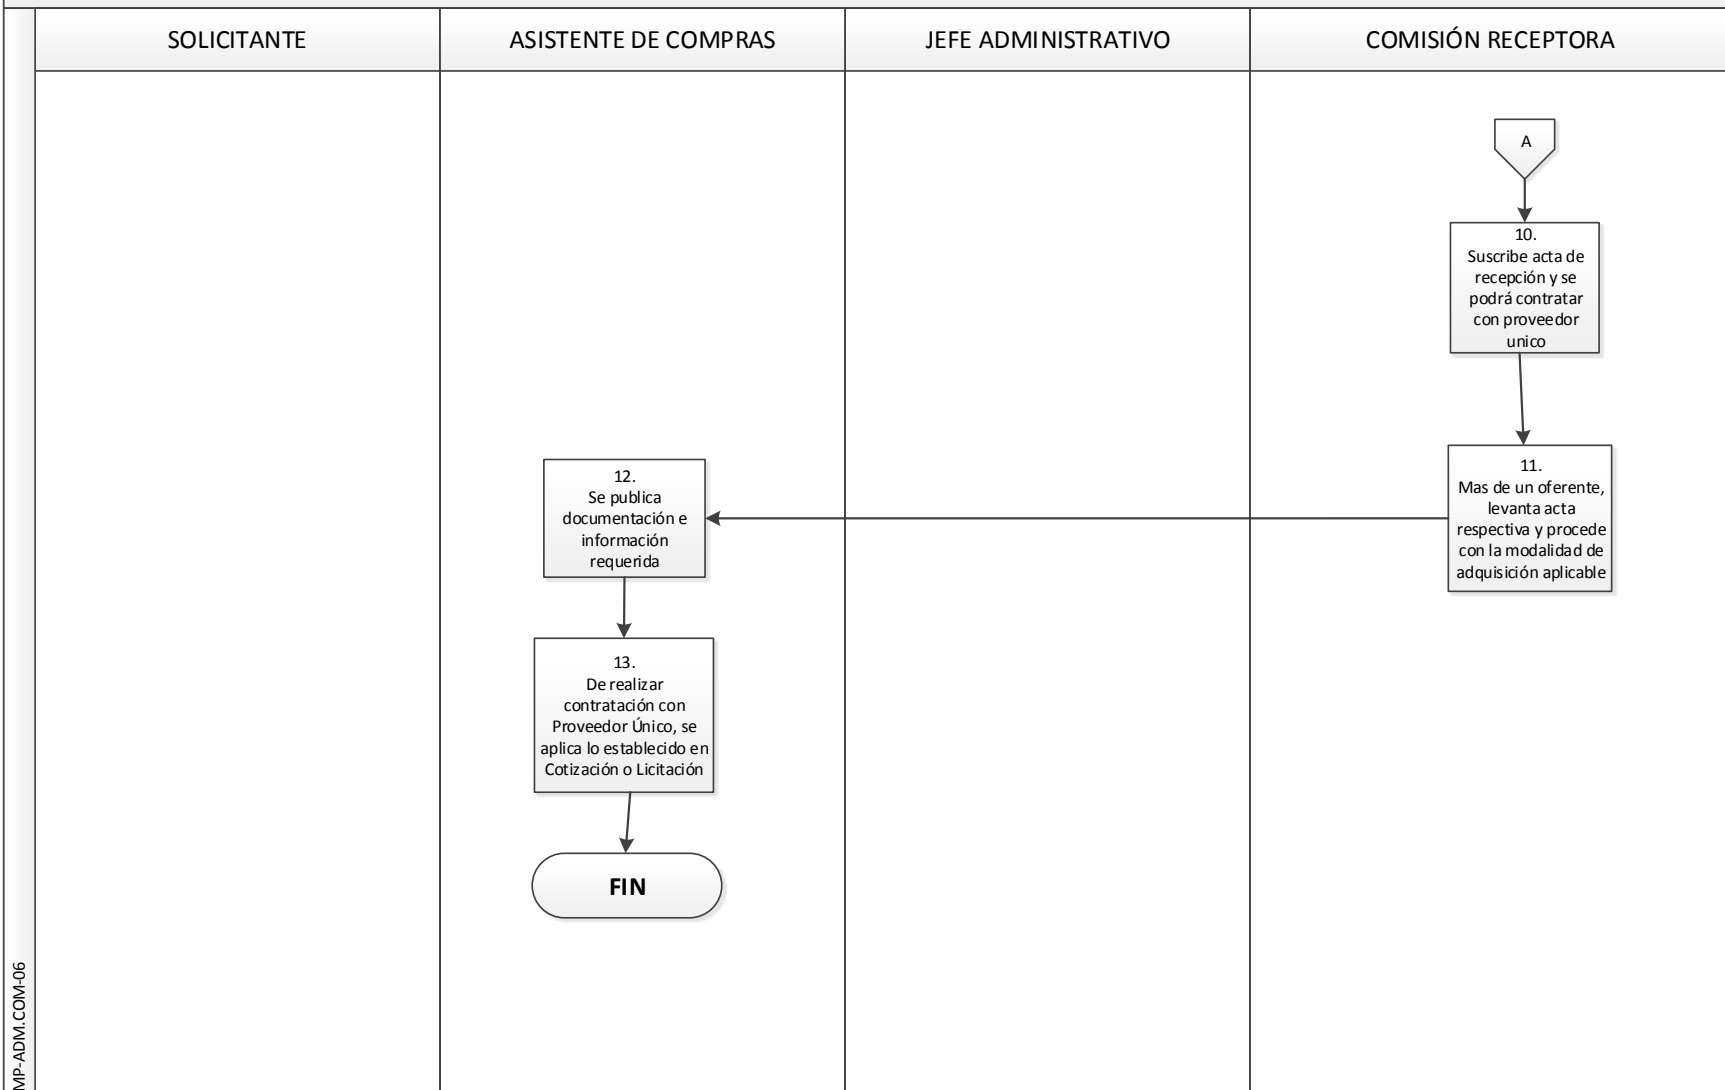 SOLICITANTE
ASISTENTE DE COMPRAS
JEFE ADMINISTRATIVO
COMISIÓN RECEPTORA
A
10.
Suscribe acta de
recepción y se
podrá contratar
con proveedor
unico
11.
Mas de un oferente,
levanta acta
respectiva y procede
con la modalidad de
adquisición aplicable
12.
Se publica
documentación e
información
requerida
13.
De realizar
contratación con
Proveedor Único, se
aplica lo establecido en
Cotización o Licitación
FIN
MP-ADM.COM-06